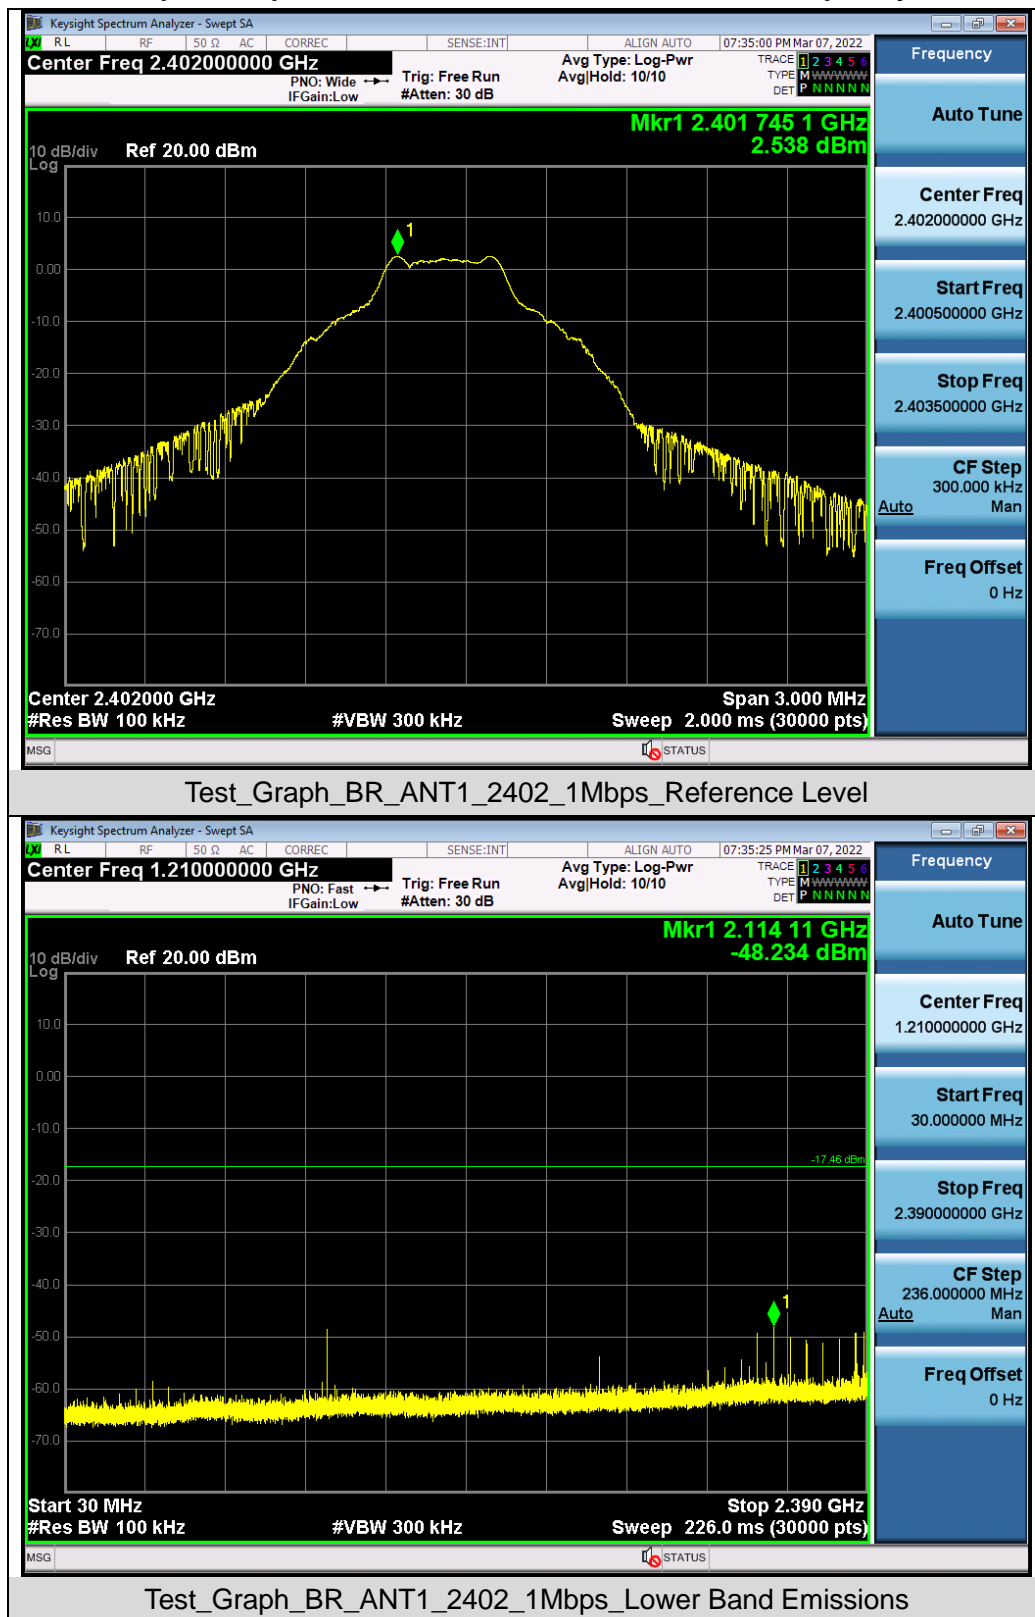 Keysight Spectrum Analyzer - Swept SA
LXI RL RF 50 Ω AC CORREC SENSE:INT ALIGN AUTO 07:35:00 PM Mar 07, 2022
Center Freq 2.402000000 GHz
PNO: Wide
IFGain:Low
Trig: Free Run
#Atten: 30 dB
Avg Type: Log-Pwr
Avg|Hold: 10/10
TRACE 1 2 3 4 5 6
TYPE M WWWWW
DET P N N N N N
Mkr1 2.401 745 1 GHz
2.538 dBm
10 dB/div Ref 20.00 dBm
Log
10.0
0.00
-10.0
-20.0
-30.0
-40.0
-50.0
-60.0
-70.0
1
Center 2.402000 GHz Span 3.000 MHz
#Res BW 100 kHz #VBW 300 kHz Sweep 2.000 ms (30000 pts)
MSG STATUS
Frequency
Auto Tune
Center Freq
2.402000000 GHz
Start Freq
2.400500000 GHz
Stop Freq
2.403500000 GHz
CF Step
300.000 kHz
Auto Man
Freq Offset
0 Hz
Test_Graph_BR_ANT1_2402_1Mbps_Reference Level
Keysight Spectrum Analyzer - Swept SA
LXI RL RF 50 Ω AC CORREC SENSE:INT ALIGN AUTO 07:35:25 PM Mar 07, 2022
Center Freq 1.210000000 GHz
PNO: Fast
IFGain:Low
Trig: Free Run
#Atten: 30 dB
Avg Type: Log-Pwr
Avg|Hold: 10/10
TRACE 1 2 3 4 5 6
TYPE M WWWWW
DET P N N N N N
Mkr1 2.114 11 GHz
-48.234 dBm
10 dB/div Ref 20.00 dBm
Log
10.0
0.00
-10.0
-20.0
-30.0
-40.0
-50.0
-60.0
-70.0
-17.46 dBm
1
Start 30 MHz Stop 2.390 GHz
#Res BW 100 kHz #VBW 300 kHz Sweep 226.0 ms (30000 pts)
MSG STATUS
Frequency
Auto Tune
Center Freq
1.210000000 GHz
Start Freq
30.000000 MHz
Stop Freq
2.390000000 GHz
CF Step
236.000000 MHz
Auto Man
Freq Offset
0 Hz
Test_Graph_BR_ANT1_2402_1Mbps_Lower Band Emissions